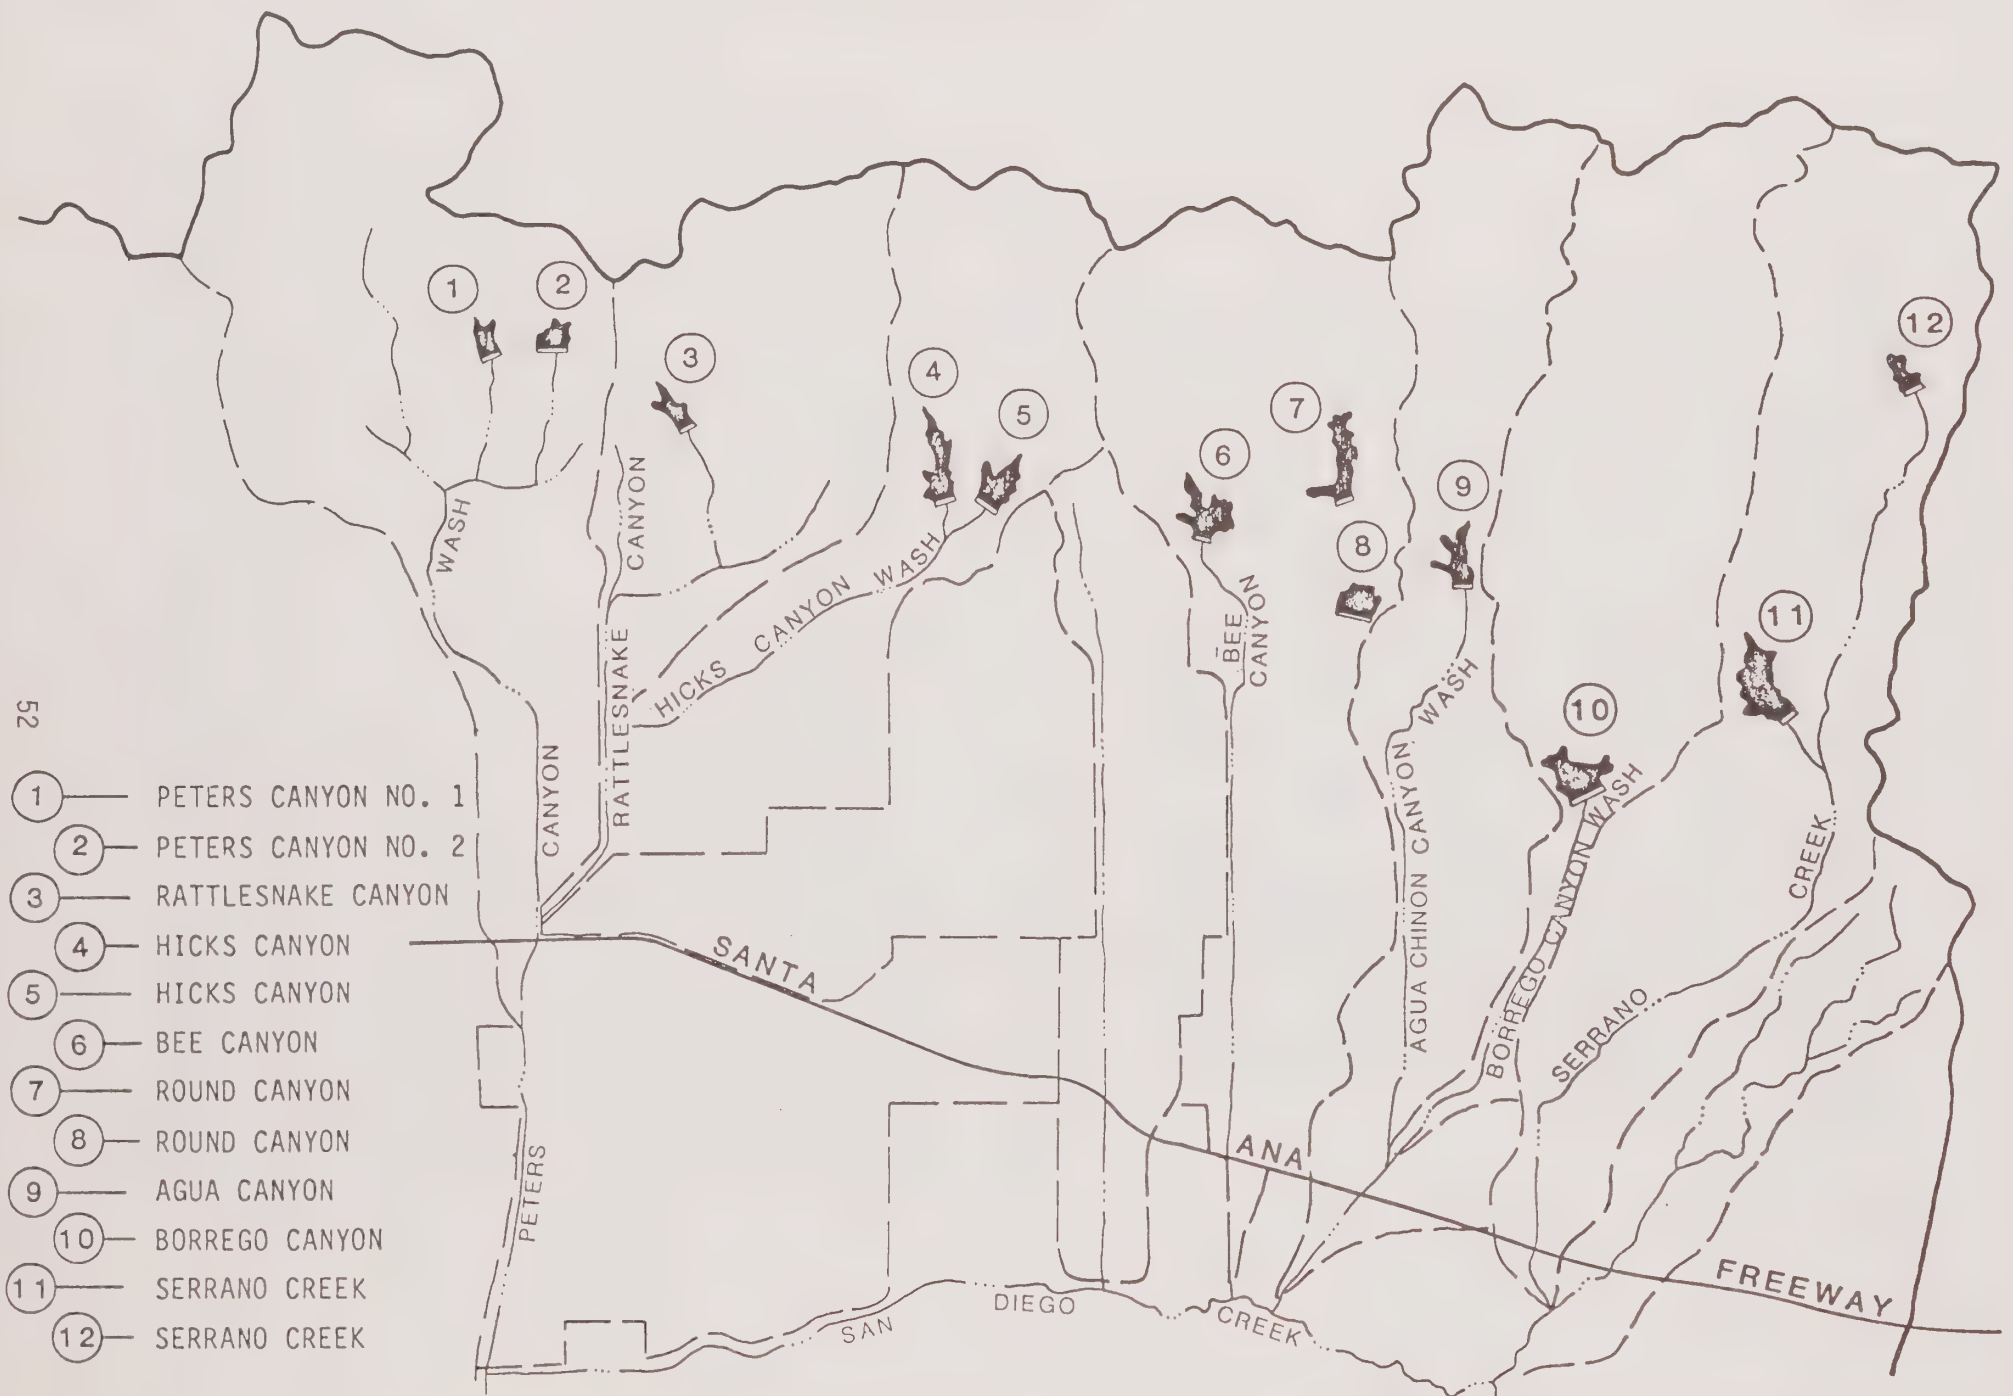 1
2
3
4
5
6
7
8
9
10
11
12
WASH
CANYON
RATTLESNAKE
CANYON
PETERS
HICKS CANYON WASH
BEE
CANYON
AGUA CHINON CANYON WASH
BORREGO CANYON WASH
SERRANO CREEK
SANTA ANA FREEWAY
SAN DIEGO CREEK
52
1 PETERS CANYON NO. 1
2 PETERS CANYON NO. 2
3 RATTLESNAKE CANYON
4 HICKS CANYON
5 HICKS CANYON
6 BEE CANYON
7 ROUND CANYON
8 ROUND CANYON
9 AGUA CANYON
10 BORREGO CANYON
11 SERRANO CREEK
12 SERRANO CREEK